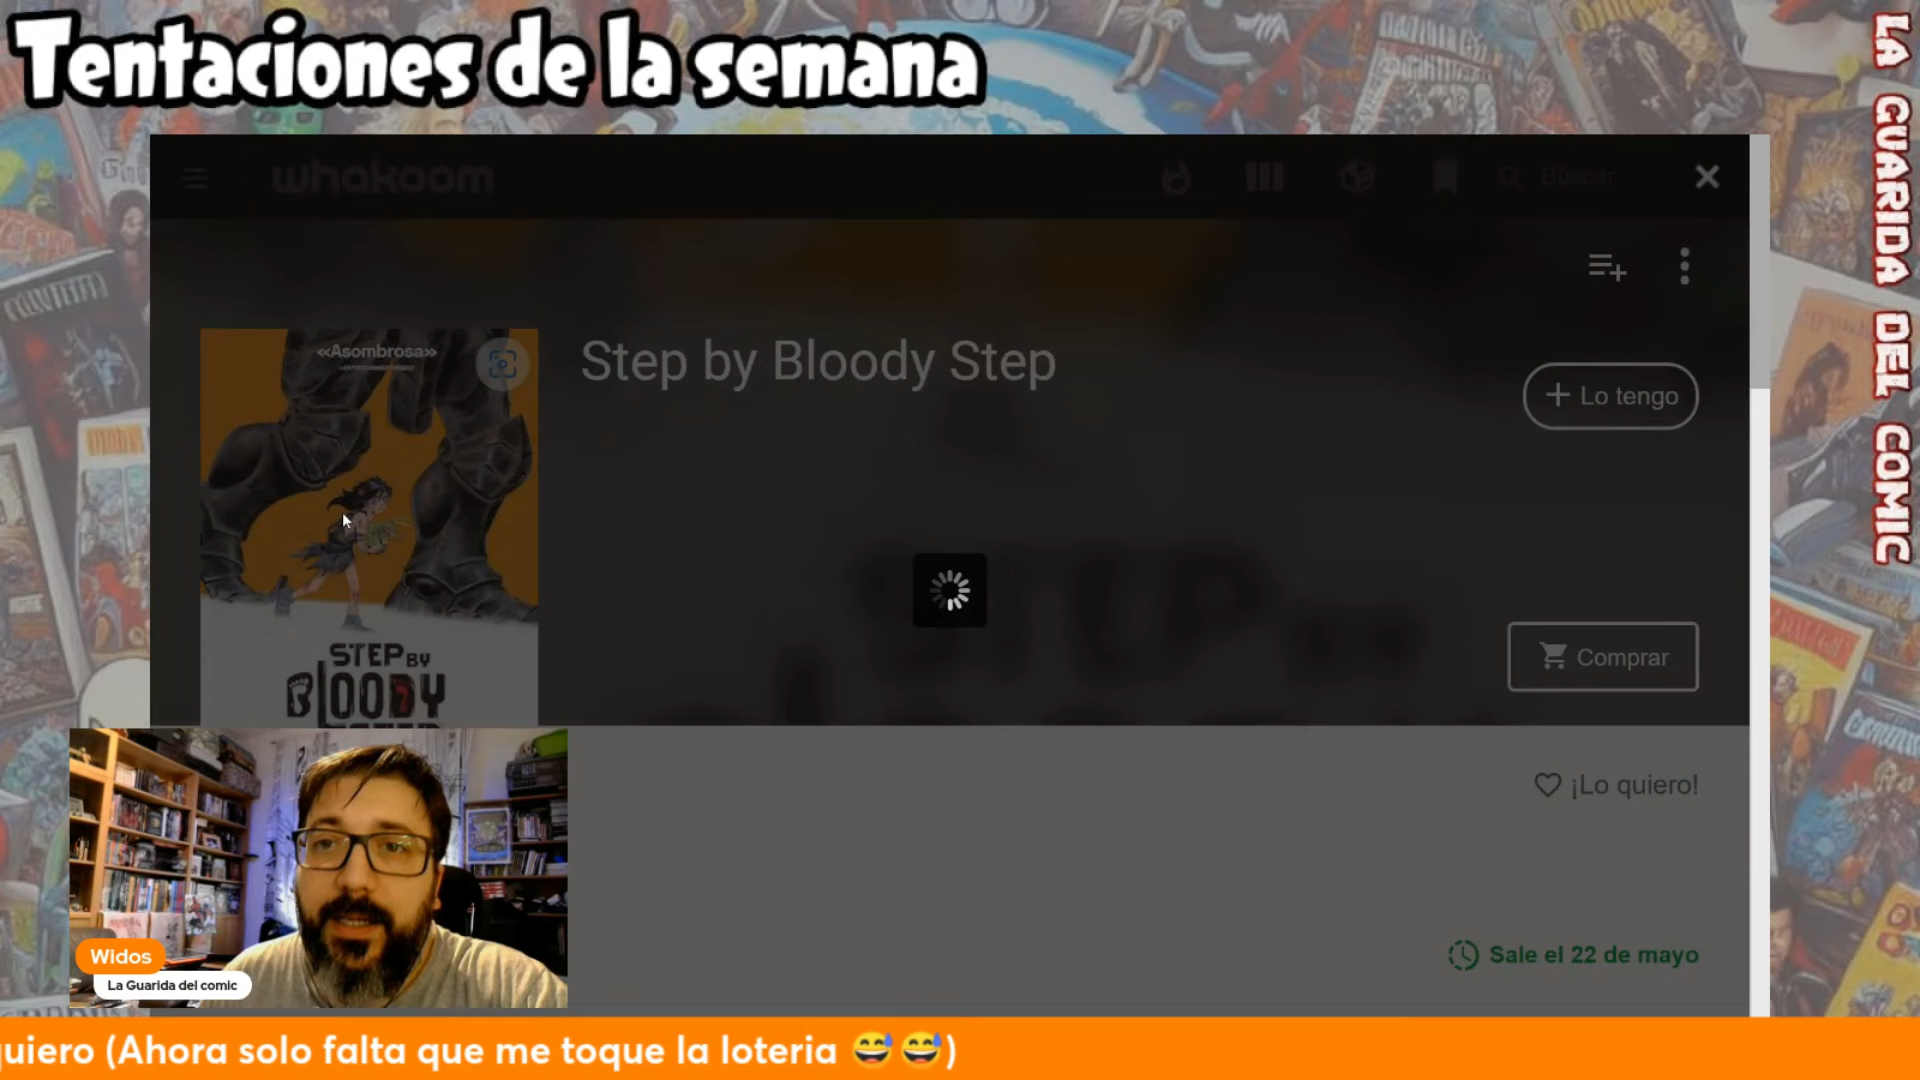 Tentaciones de la semana
LA GUARIDA DEL COMIC
whakoom
Buscar
Step by Bloody Step
Lo tengo
«Asombrosa»
STEP BY
BLOODY
Comprar
¡Lo quiero!
Sale el 22 de mayo
Widos
La Guarida del comic
quiero (Ahora solo falta que me toque la loteria 😅😅)